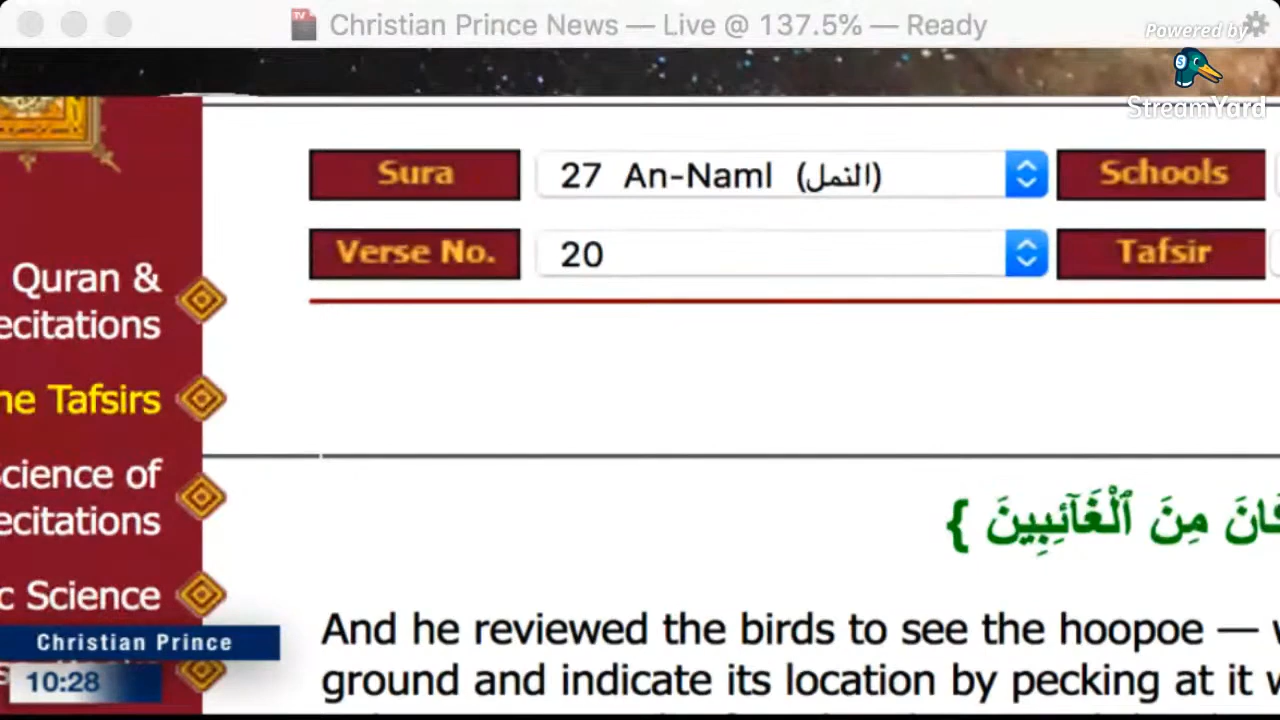 Christian Prince News — Live @ 137.5% — Ready
Powered by
StreamYard
Sura
27 An-Naml (النمل)
Schools
Verse No.
20
Tafsir
Quran &
ecitations
ne Tafsirs
Science of
ecitations
c Science
مِنَ ٱلْغَآئِبِينَ }
And he reviewed the birds to see the hoopoe —
ground and indicate its location by pecking at it
Christian Prince
10:28